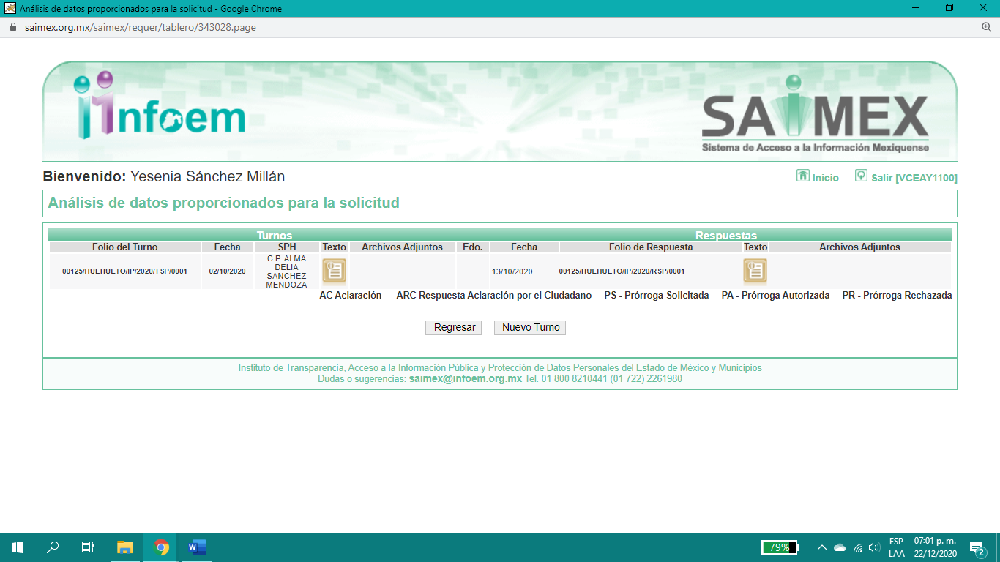 Análisis de datos proporcionados para la solicitud - Google Chrome
saimex.org.mx/saimex/requer/tablero/343028.page
infoem
SAIMEX
Sistema de Acceso a la Información Mexiquense
Bienvenido: Yesenia Sánchez Millán
Inicio Salir [VCEAY1100]
Análisis de datos proporcionados para la solicitud
Turnos Respuestas
Folio del Turno Fecha SPH Texto Archivos Adjuntos Edo. Fecha Folio de Respuesta Texto Archivos Adjuntos
00125/HUEHUETO/IP/2020/TSP/0001 02/10/2020 C.P. ALMA
DELIA
SANCHEZ
MENDOZA
13/10/2020 00125/HUEHUETO/IP/2020/RSP/0001
AC Aclaración ARC Respuesta Aclaración por el Ciudadano PS - Prórroga Solicitada PA - Prórroga Autorizada PR - Prórroga Rechazada
Regresar Nuevo Turno
Instituto de Transparencia, Acceso a la Información Pública y Protección de Datos Personales del Estado de México y Municipios
Dudas o sugerencias: saimex@infoem.org.mx Tel. 01 800 8210441 (01 722) 2261980
79%
ESP
LAA
07:01 p. m.
22/12/2020
2